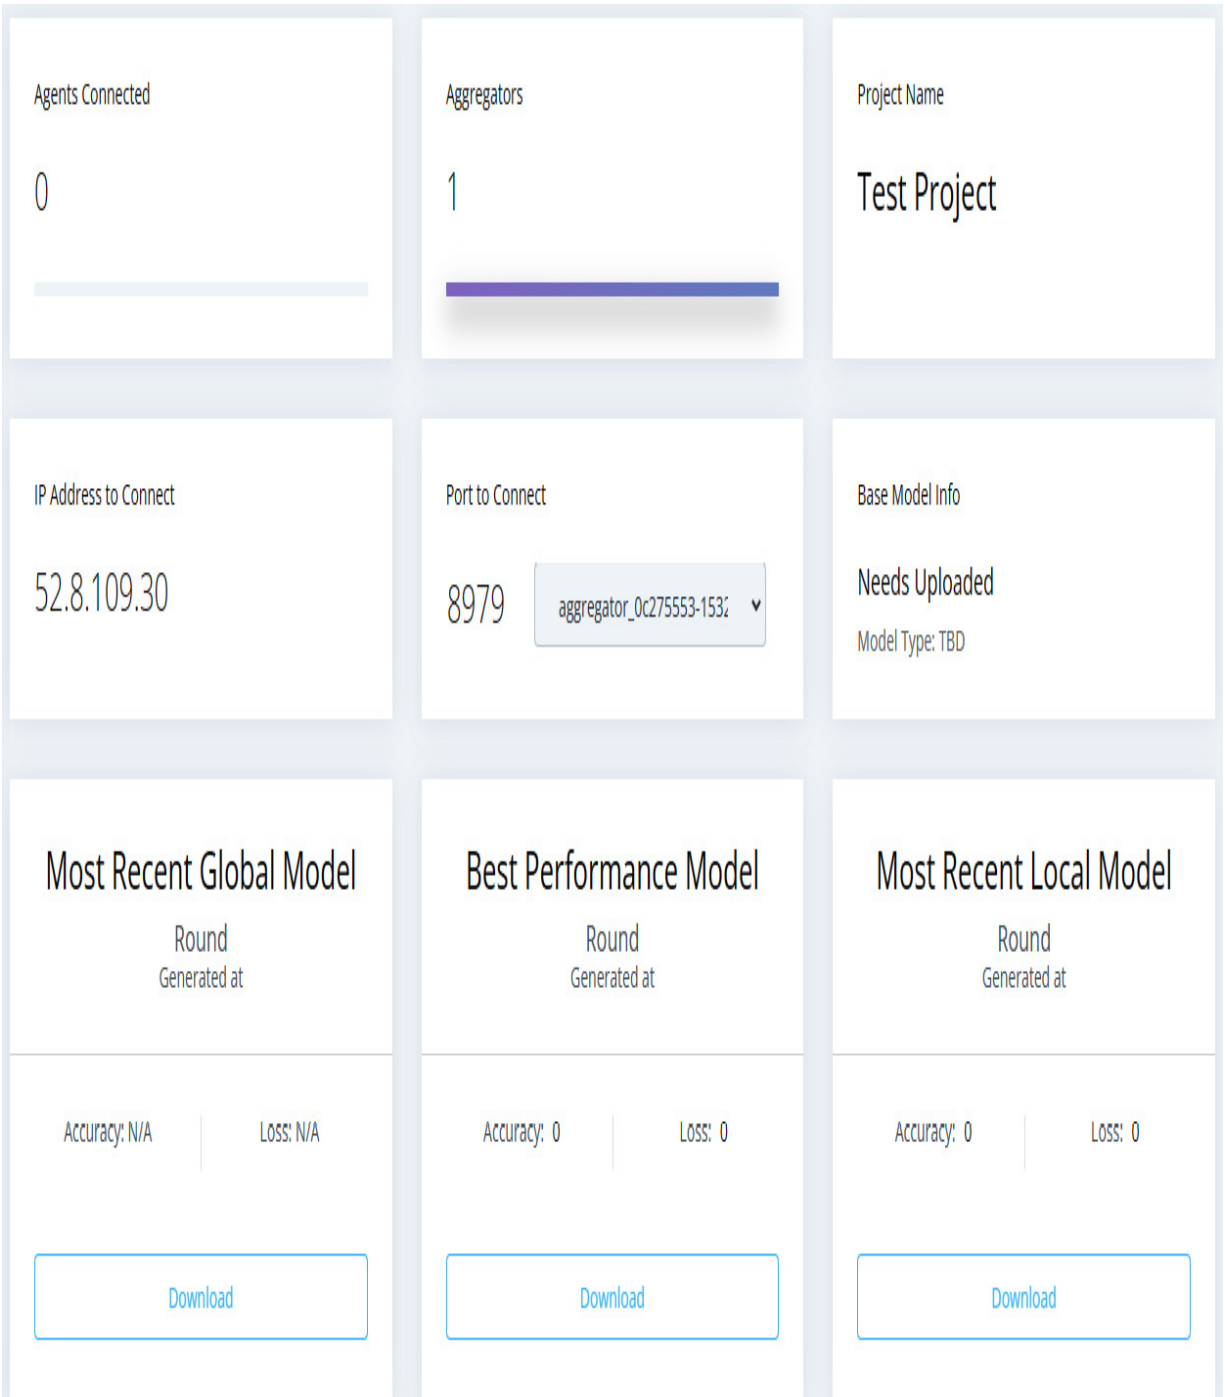 Agents Connected
0
Aggregators
1
Project Name
Test Project
IP Address to Connect
52.8.109.30
Port to Connect
8979
aggregator_0c275553-1532
Base Model Info
Needs Uploaded
Model Type: TBD
Most Recent Global Model
Round
Generated at
Accuracy: N/A
Loss: N/A
Download
Best Performance Model
Round
Generated at
Accuracy: 0
Loss: 0
Download
Most Recent Local Model
Round
Generated at
Accuracy: 0
Loss: 0
Download